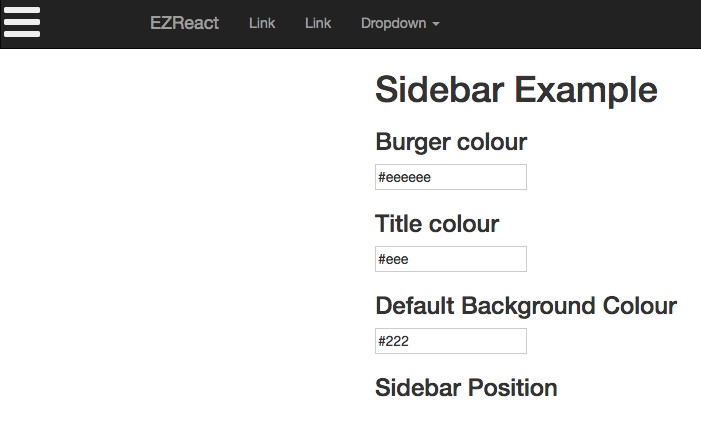 EZReact Link Link Dropdown
Sidebar Example
Burger colour
#eeeeee
Title colour
#eee
Default Background Colour
#222
Sidebar Position